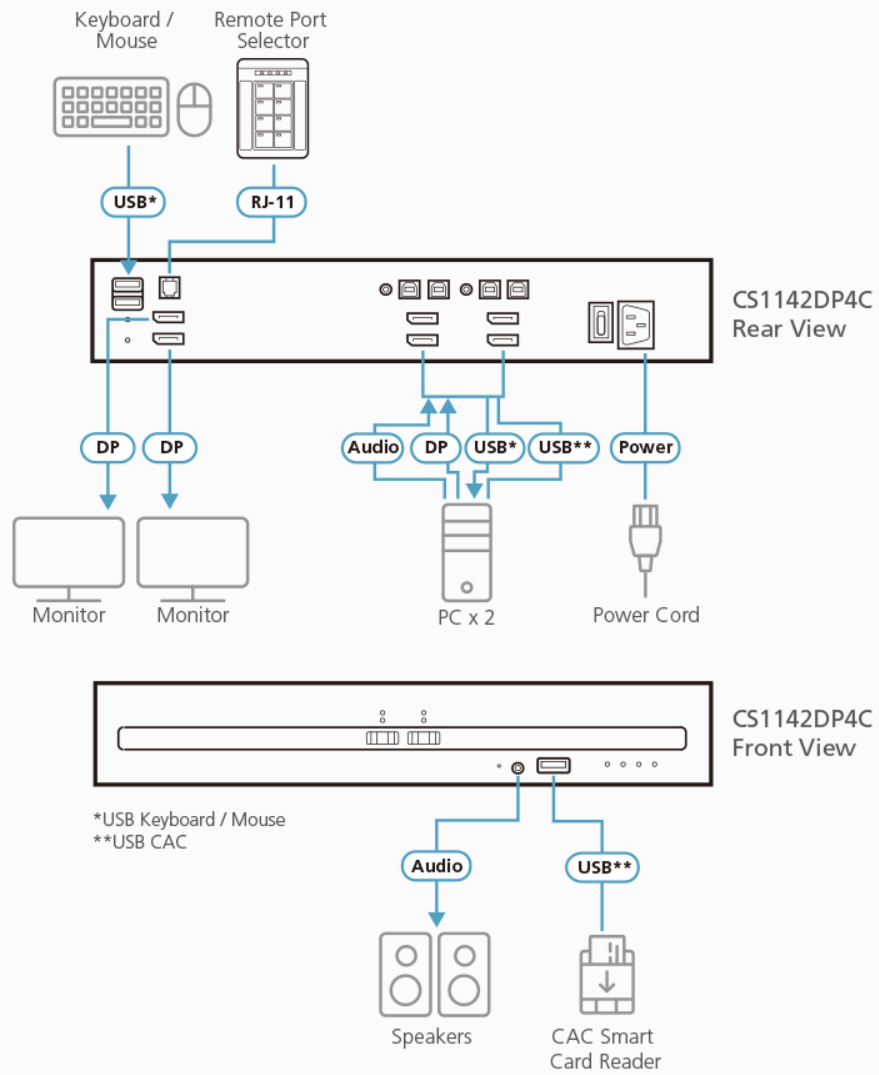 Keyboard /
Mouse
Remote Port
Selector
USB*
RJ-11
CS1142DP4C
Rear View
DP
DP
Audio
DP
USB*
USB**
Power
Monitor
Monitor
PC x 2
Power Cord
CS1142DP4C
Front View
*USB Keyboard / Mouse
**USB CAC
Audio
USB**
Speakers
CAC Smart
Card Reader